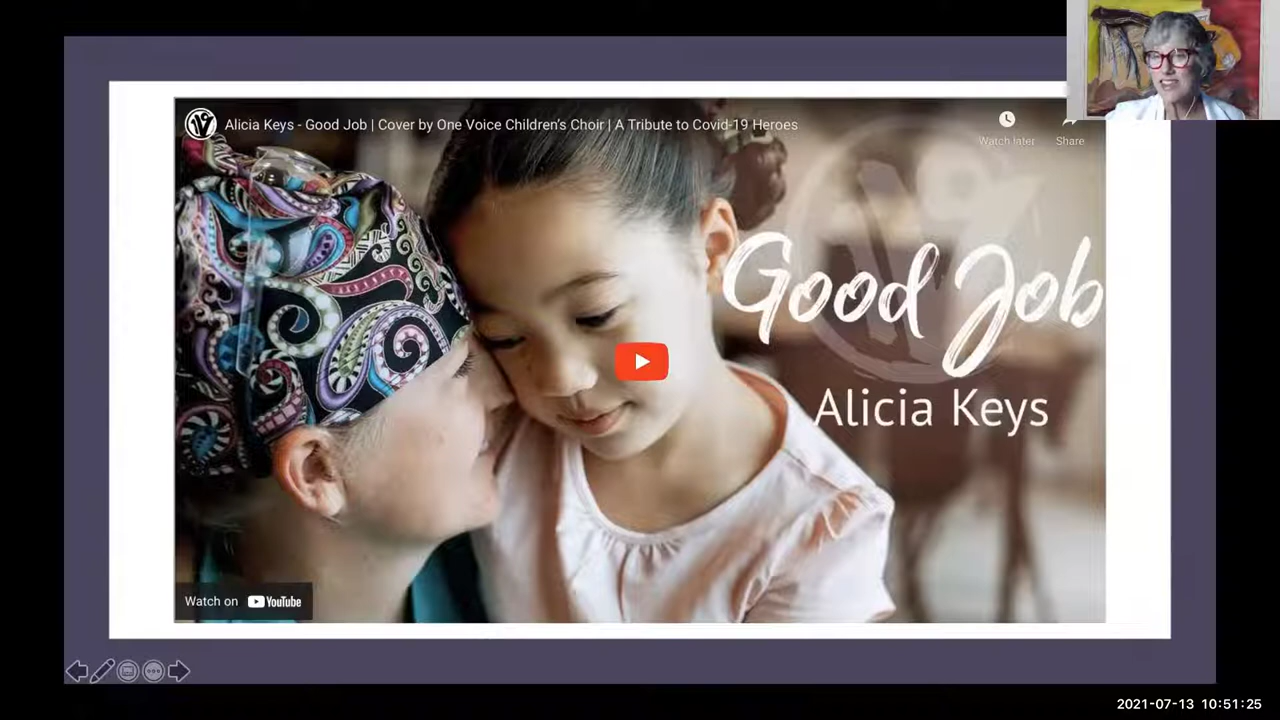 Alicia Keys - Good Job | Cover by One Voice Children's Choir | A Tribute to Covid-19 Heroes
Watch later
Share
Good Job
Alicia Keys
Watch on YouTube
2021-07-13 10:51:25